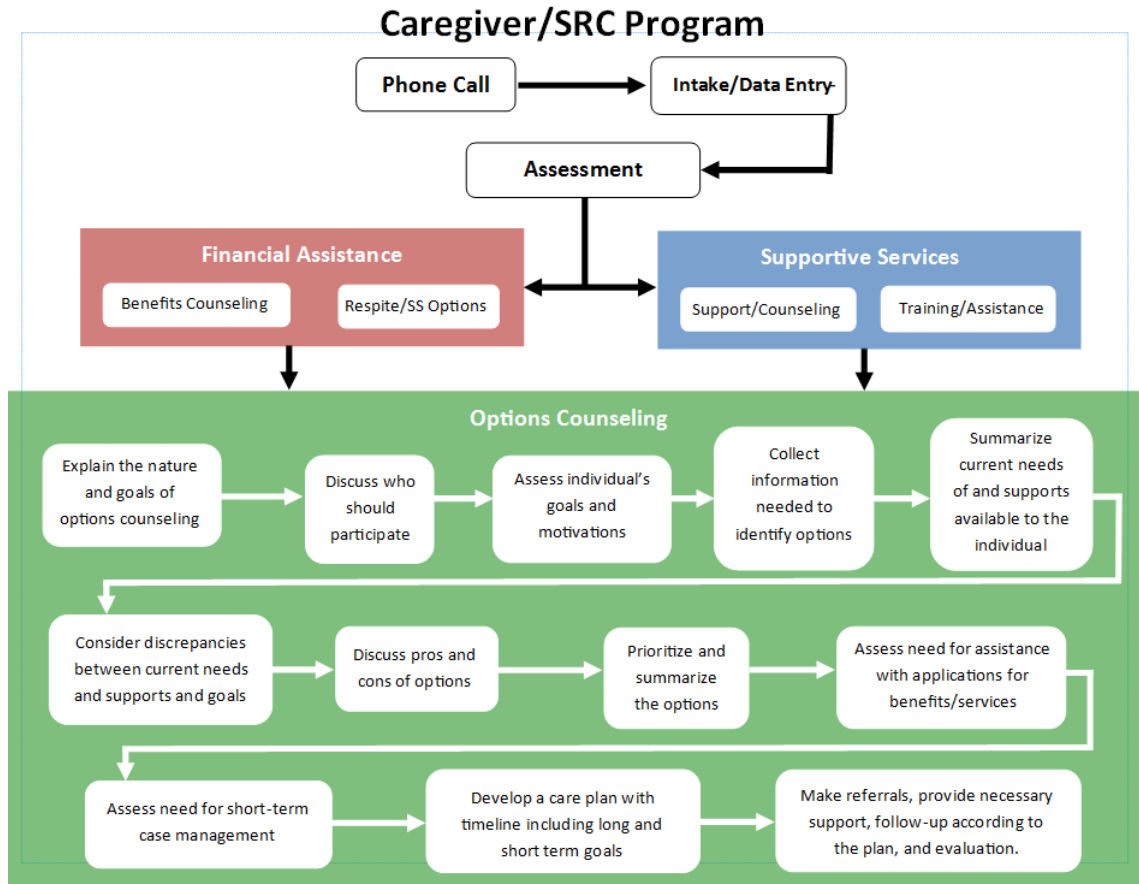 Caregiver/SRC Program
Phone Call
Intake/Data Entry
Assessment
Financial Assistance
Benefits Counseling
Respite/SS Options
Supportive Services
Support/Counseling
Training/Assistance
Options Counseling
Explain the nature
and goals of
options counseling
Discuss who
should
participate
Assess individual’s
goals and
motivations
Collect
information
needed to
identify options
Summarize
current needs
of and supports
available to the
individual
Consider discrepancies
between current needs
and supports and goals
Discuss pros and
cons of options
Prioritize and
summarize
the options
Assess need for assistance
with applications for
benefits/services
Assess need for short-term
case management
Develop a care plan with
timeline including long and
short term goals
Make referrals, provide necessary
support, follow-up according to
the plan, and evaluation.